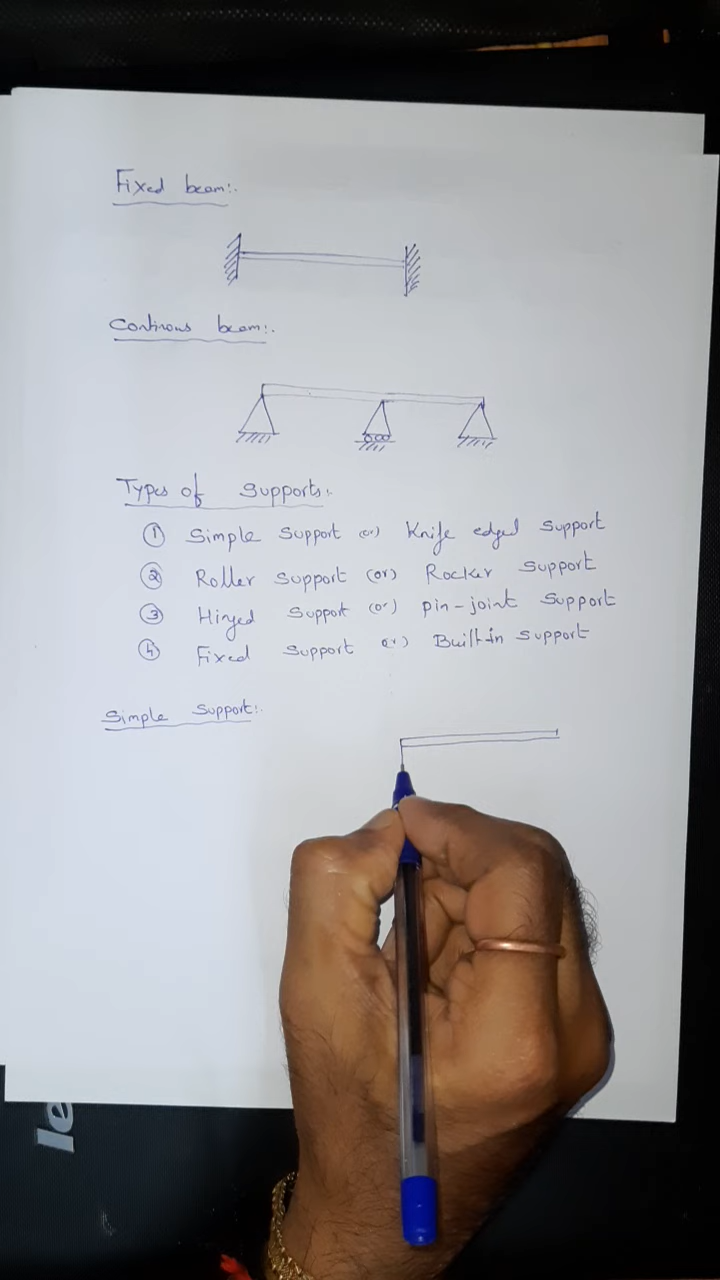 Fixed beam:-
Continous beam:-
Types of Supports:-
① Simple Support (or) Knife edged Support
② Roller Support (or) Rocker Support
③ Hinged Support (or) pin-joint Support
④ Fixed Support (or) Built-in Support
Simple Support:-
le